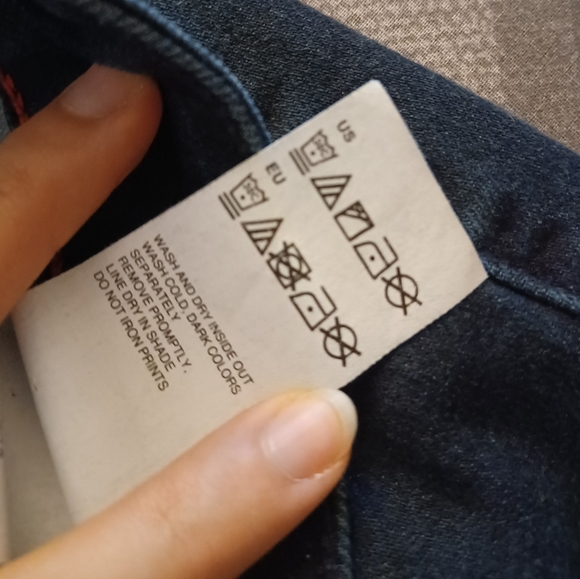 US
EU
WASH AND DRY INSIDE OUT
WASH COLD, DARK COLORS
SEPARATELY
REMOVE PROMPTLY.
LINE DRY IN SHADE
DO NOT IRON PRINTS